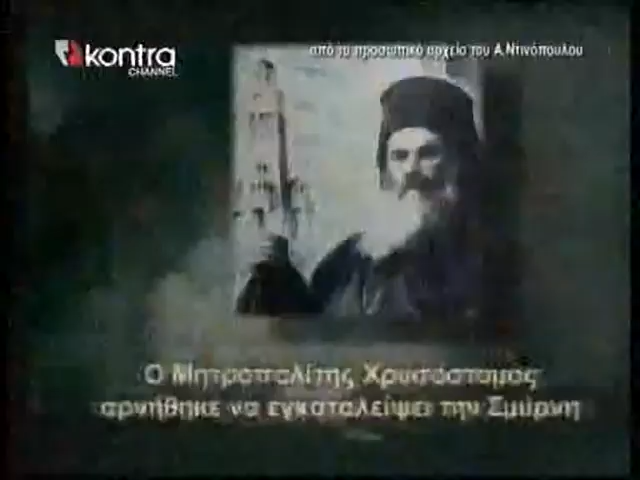 kontra
CHANNEL
από το προσωπικό αρχείο του Α.Ντινόπουλου
Ο Μητροπολίτης Χρυσόστομος
αρνήθηκε να εγκαταλείψει την Σμύρνη